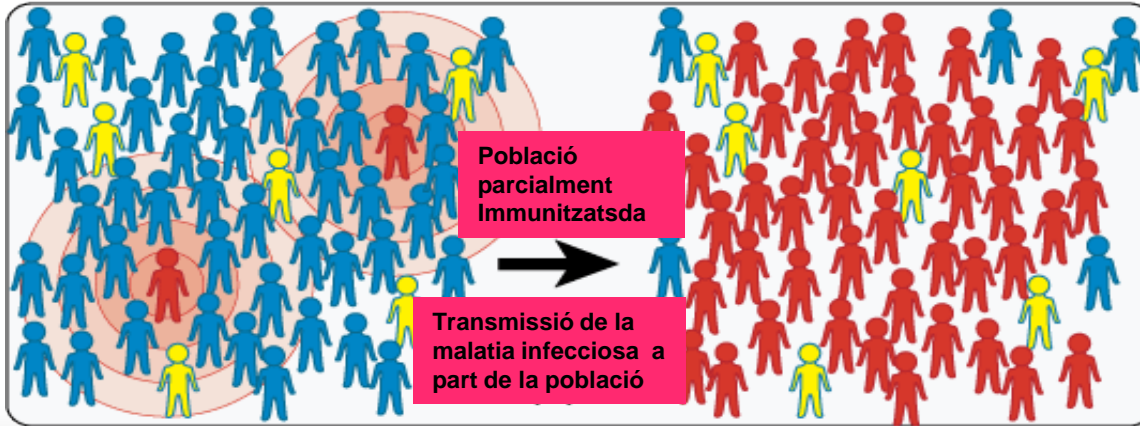 Població
parcialment
Immunitzatsda
Transmissió de la
malatia infecciosa a
part de la població